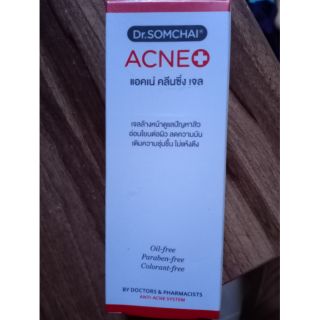 Dr.SOMCHAI®
ACNE+
แอคเน่ คลีนซิ่ง เจล
เจลล้างหน้าดูแลปัญหาสิว
อ่อนโยนต่อผิว ลดความมัน
เติมความชุ่มชื้น ไม่แห้งตึง
Oil-free
Paraben-free
Colorant-free
BY DOCTORS & PHARMACISTS
ANTI-ACNE SYSTEM